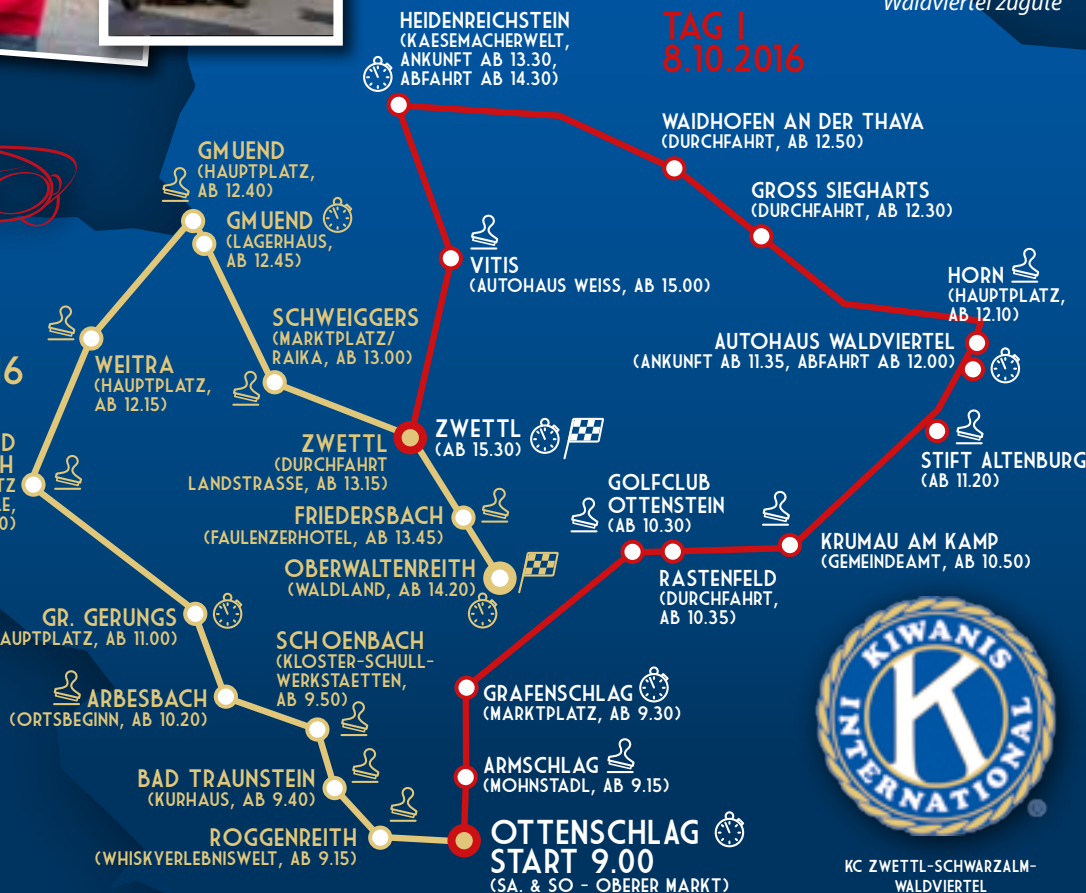 Waldviertel zugute
TAG I
8.10.2016
HEIDENREICHSTEIN
(KAESEMACHERWELT,
ANKUNFT AB 13.30,
ABFAHRT AB 14.30)
WAIDHOFEN AN DER THAYA
(DURCHFAHRT, AB 12.50)
GROSS SIEGHARTS
(DURCHFAHRT, AB 12.30)
HORN
(HAUPTPLATZ,
AB 12.10)
AUTOHAUS WALDVIERTEL
(ANKUNFT AB 11.35, ABFAHRT AB 12.00)
STIFT ALTENBURG
(AB 11.20)
KRUMAU AM KAMP
(GEMEINDEAMT, AB 10.50)
GOLFCLUB
OTTENSTEIN
(AB 10.30)
RASTENFELD
(DURCHFAHRT,
AB 10.35)
GRAFENSCHLAG
(MARKTPLATZ, AB 9.30)
ARMSCHLAG
(MOHNSTADL, AB 9.15)
OTTENSCHLAG
START 9.00
(SA. & SO - OBERER MARKT)
VITIS
(AUTOHAUS WEISS, AB 15.00)
ZWETTL
(AB 15.30)
GMUEND
(HAUPTPLATZ,
AB 12.40)
GMUEND
(LAGERHAUS,
AB 12.45)
SCHWEIGGERS
(MARKTPLATZ/
RAIKA, AB 13.00)
6
WEITRA
(HAUPTPLATZ,
AB 12.15)
D
H
TZ
LE,
0)
ZWETTL
(DURCHFAHRT
LANDSTRASSE, AB 13.15)
FRIEDERSBACH
(FAULENZERHOTEL, AB 13.45)
OBERWALTENREITH
(WALDLAND, AB 14.20)
GR. GERUNGS
AUPTPLATZ, AB 11.00)
SCHOENBACH
(KLOSTER-SCHULL-
WERKSTAETTEN,
AB 9.50)
ARBESBACH
(ORTSBEGINN, AB 10.20)
BAD TRAUNSTEIN
(KURHAUS, AB 9.40)
ROGGENREITH
(WHISKYERLEBNISWELT, AB 9.15)
KIWANIS
K
INTERNATIONAL
®
KC ZWETTL-SCHWARZALM-
WALDVIERTEL